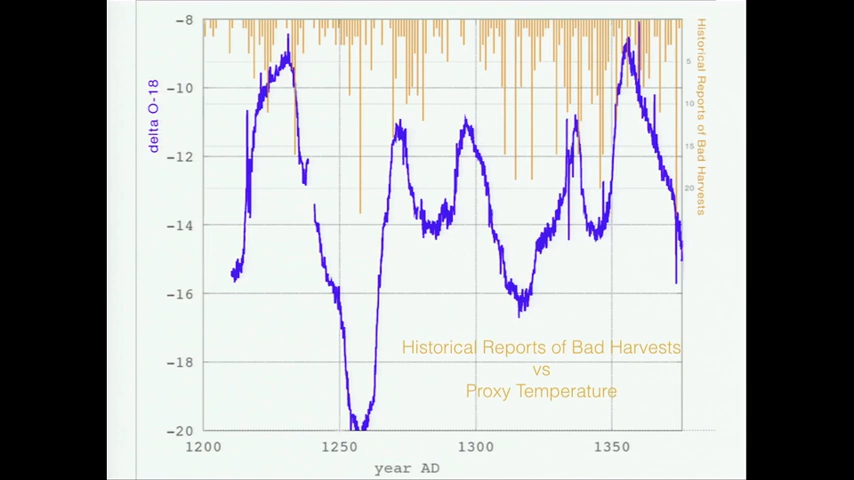 -8
-10
-12
-14
-16
-18
-20
delta O-18
1200
1250
1300
1350
year AD
5
10
15
20
Historical Reports of Bad Harvests
Historical Reports of Bad Harvests
vs
Proxy Temperature